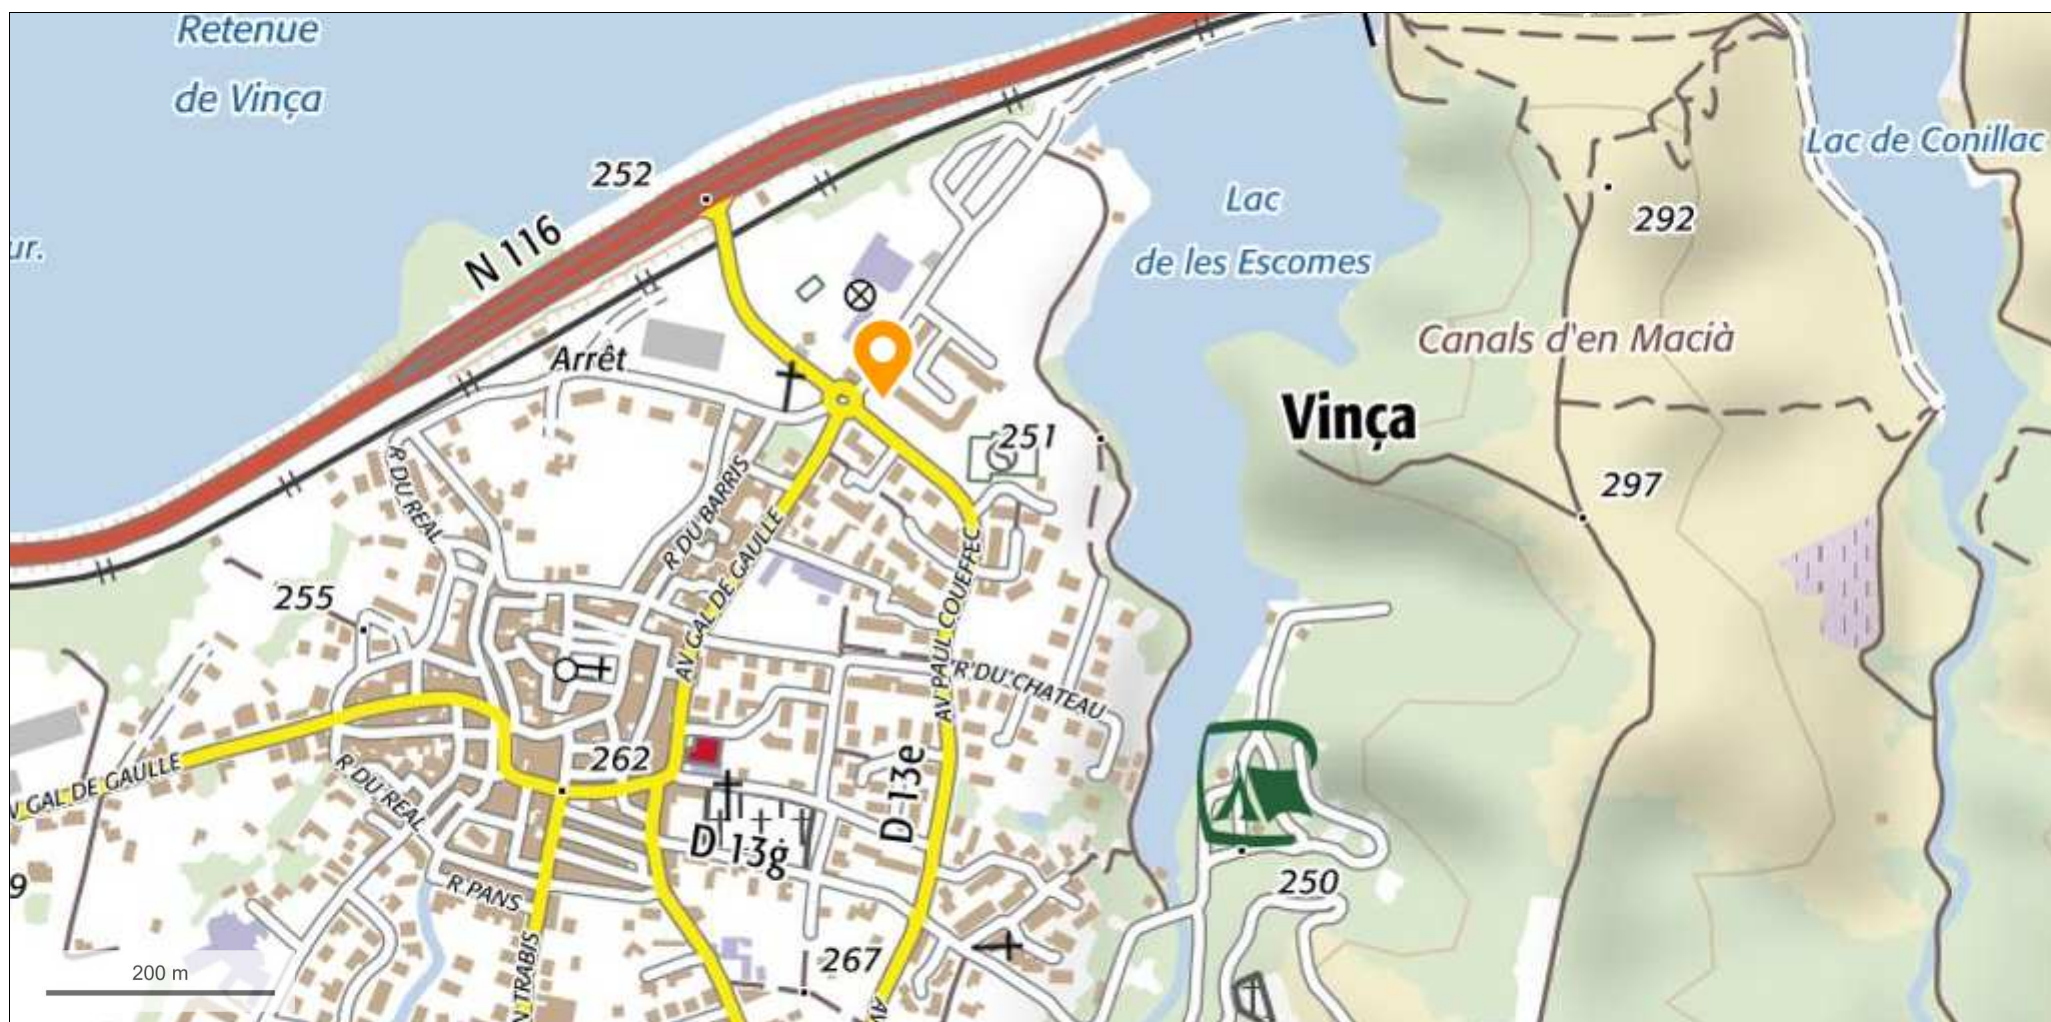 Retenue
de Vinça
252
N 116
Lac de Conillac
Lac
de les Escomes
292
ur.
Arrêt
Canals d'en Macià
Vinça
251
297
R DU REAL
R DU BARRIS
AV GAL DE GAULLE
AV PAUL COUEFFEC
255
R DU CHATEAU
262
GAL DE GAULLE
R DU REAL
D 13e
D 13g
250
9
R PANS
267
200 m
N TRABIS